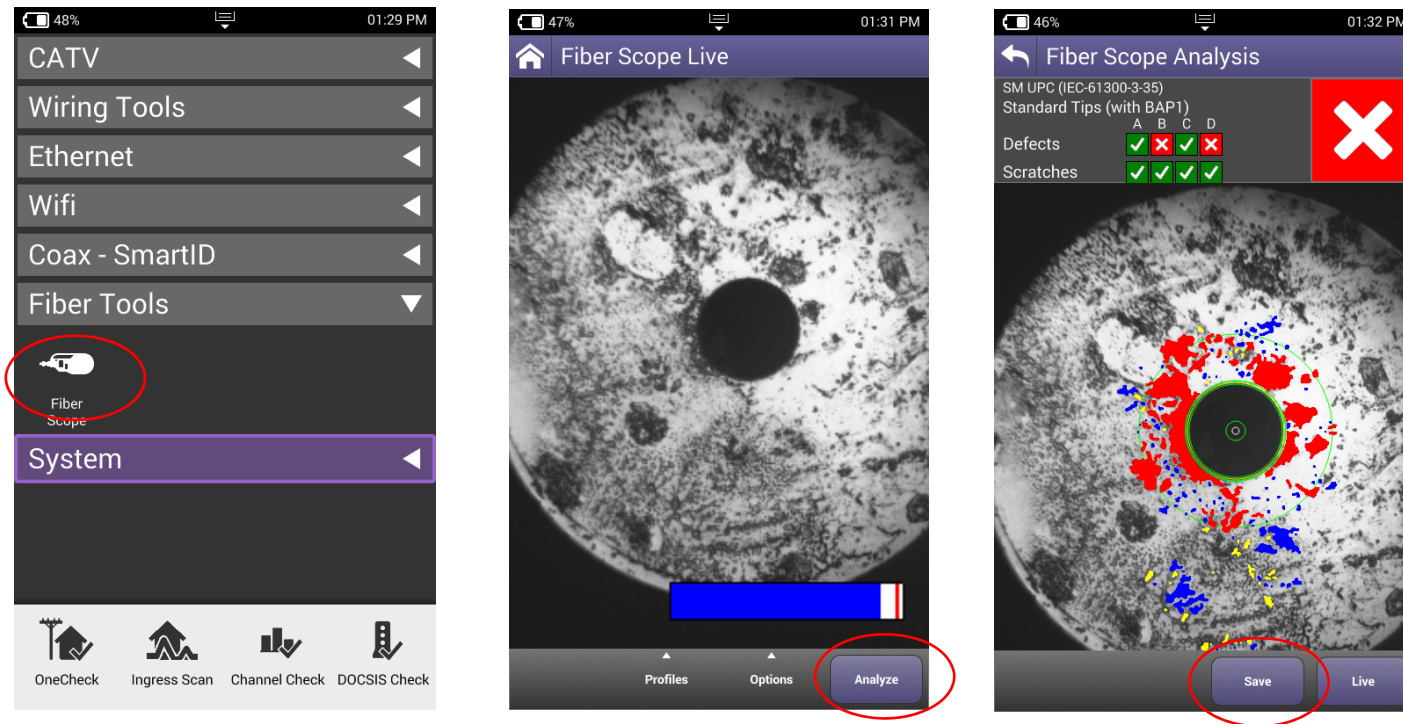 48%
01:29 PM
CATV
Wiring Tools
Ethernet
Wifi
Coax - SmartID
Fiber Tools
Fiber
Scope
System
OneCheck
Ingress Scan
Channel Check
DOCSIS Check
47%
01:31 PM
Fiber Scope Live
Profiles
Options
Analyze
46%
01:32 PM
Fiber Scope Analysis
SM UPC (IEC-61300-3-35)
Standard Tips (with BAP1)
A B C D
Defects
Scratches
Save
Live